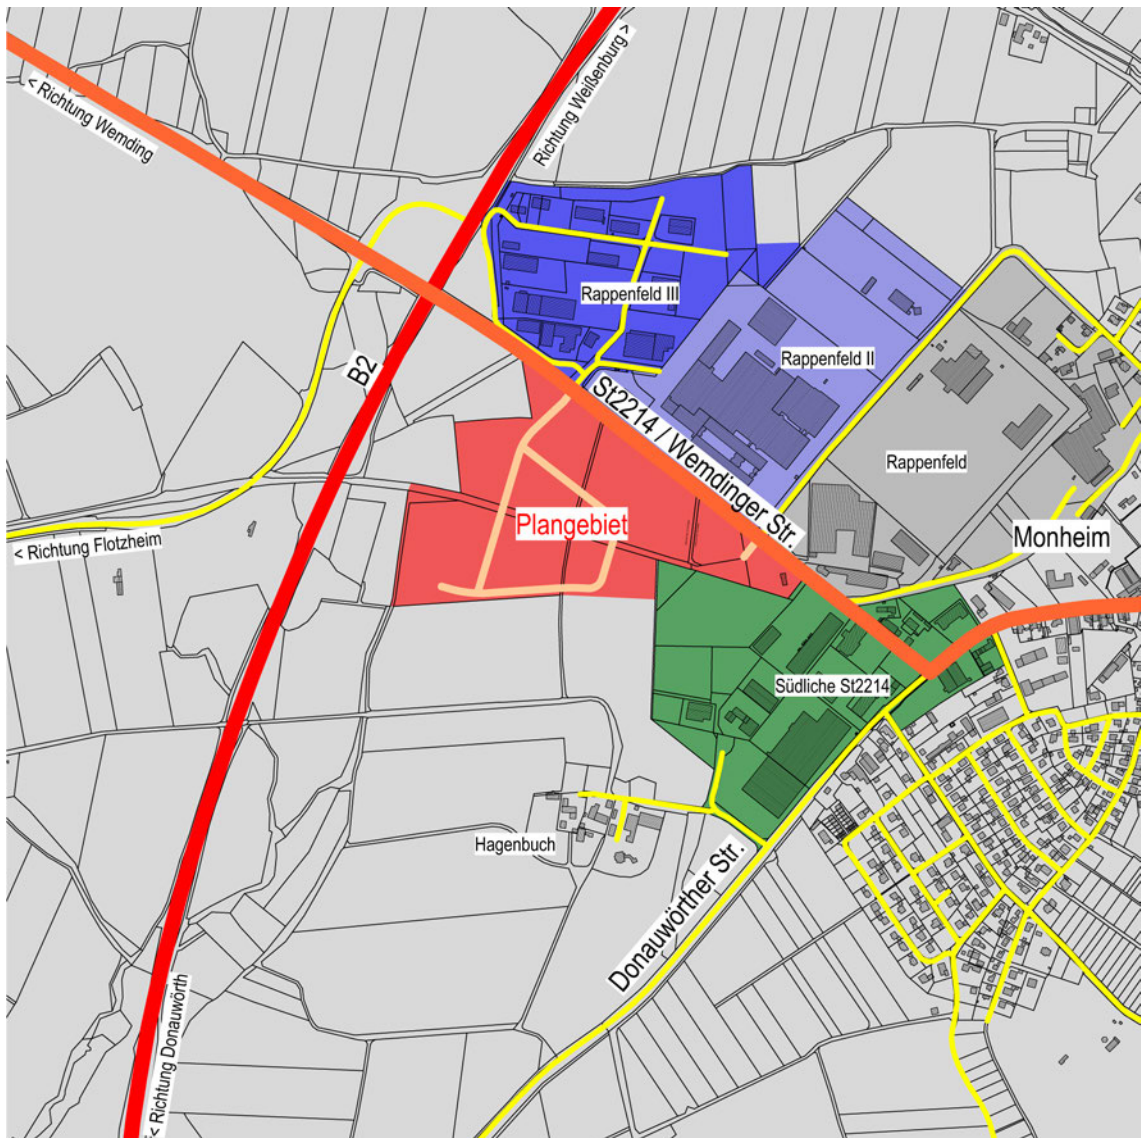 < Richtung Wemding
Richtung Weißenburg >
Rappenfeld III
Rappenfeld II
B2
St2214 / Wemdinger Str.
Rappenfeld
Plangebiet
Monheim
< Richtung Flotzheim
Südliche St2214
Hagenbuch
Donauwörther Str.
< Richtung Donauwörth